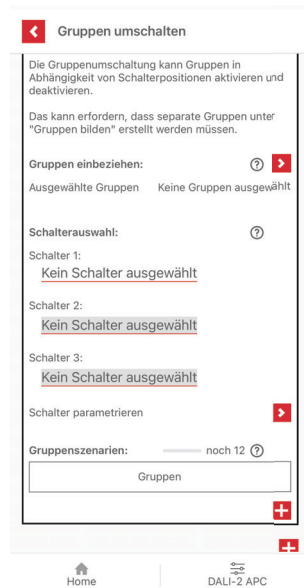 Gruppen umschalten
Die Gruppenumschaltung kann Gruppen in
Abhängigkeit von Schalterpositionen aktivieren und
deaktivieren.
Das kann erfordern, dass separate Gruppen unter
"Gruppen bilden" erstellt werden müssen.
Gruppen einbeziehen: ?
Ausgewählte Gruppen Keine Gruppen ausgewählt
Schalterauswahl: ?
Schalter 1:
Kein Schalter ausgewählt
Schalter 2:
Kein Schalter ausgewählt
Schalter 3:
Kein Schalter ausgewählt
Schalter parametrieren
Gruppenszenarien: noch 12 ?
Gruppen
Home DALI-2 APC